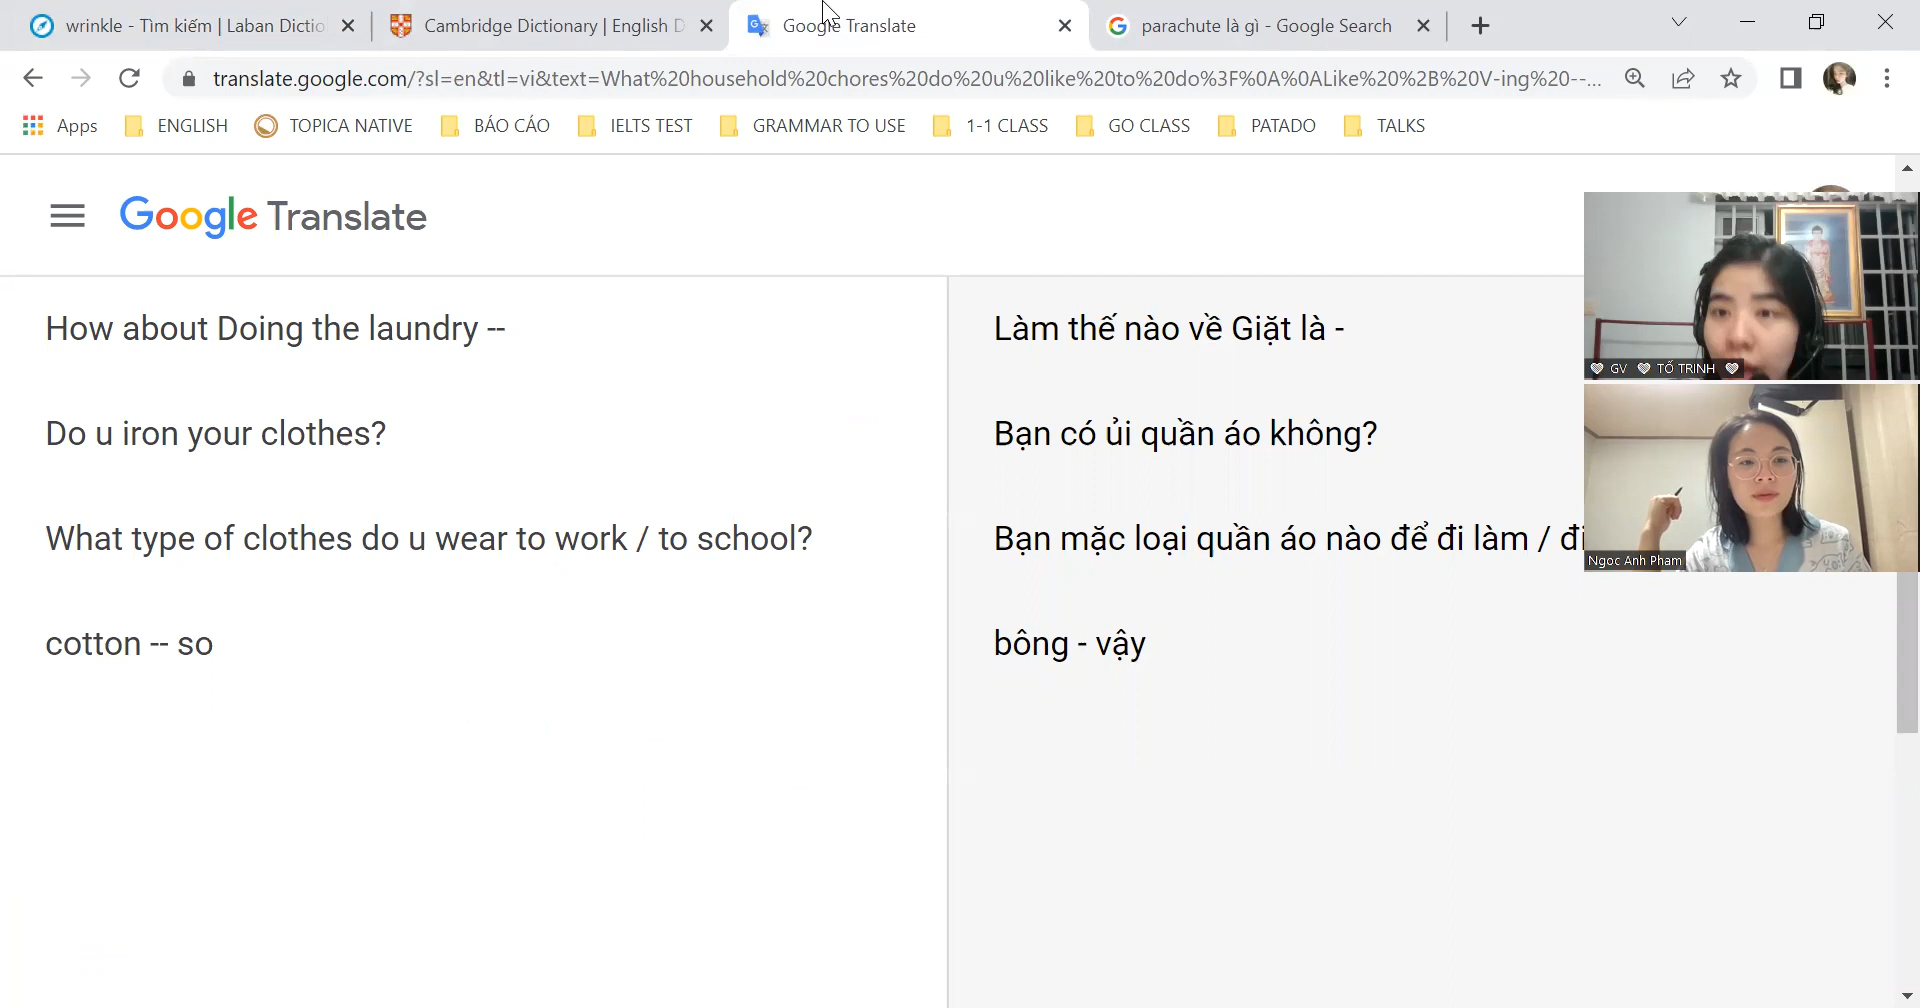 wrinkle - Tìm kiếm | Laban Dictio
Cambridge Dictionary | English D
Google Translate
parachute là gì - Google Search
translate.google.com/?sl=en&tl=vi&text=What%20household%20chores%20do%20u%20like%20to%20do%3F%0A%0ALike%20%2B%20V-ing%20--...
Apps
ENGLISH
TOPICA NATIVE
BÁO CÁO
IELTS TEST
GRAMMAR TO USE
1-1 CLASS
GO CLASS
PATADO
TALKS
Google Translate
How about Doing the laundry --
Làm thế nào về Giặt là -
Do u iron your clothes?
Bạn có ủi quần áo không?
What type of clothes do u wear to work / to school?
Bạn mặc loại quần áo nào để đi làm / đi
cotton -- so
bông - vậy
GV TỐ TRINH
Ngoc Anh Pham